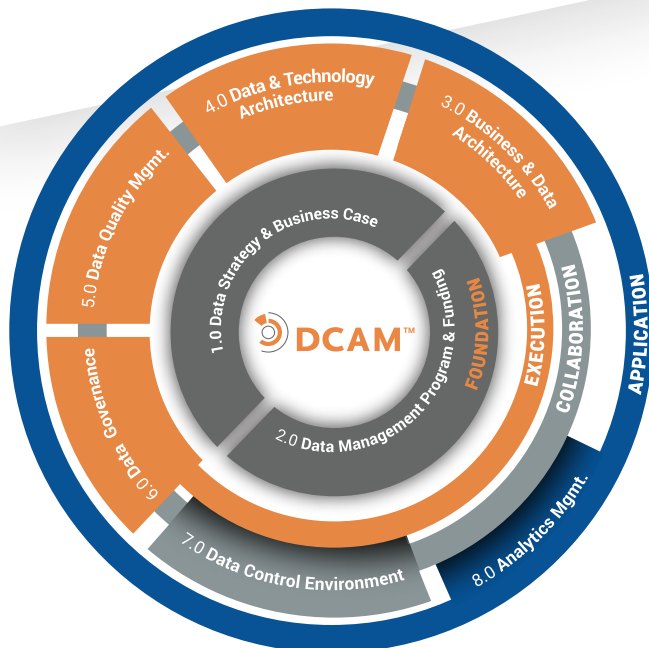 1.0 Data Strategy & Business Case
2.0 Data Management Program & Funding
3.0 Business & Data
Architecture
4.0 Data & Technology
Architecture
5.0 Data Quality Mgmt.
6.0 Data Governance
7.0 Data Control Environment
8.0 Analytics Mgmt.
FOUNDATION
EXECUTION
COLLABORATION
APPLICATION
DCAM™